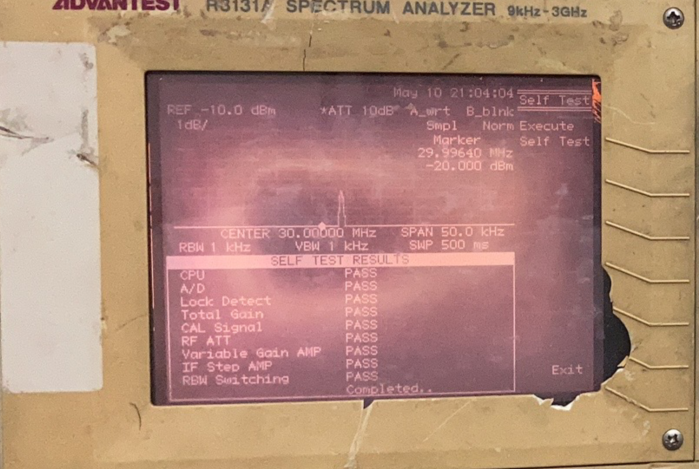 ADVANTEST R3131A SPECTRUM ANALYZER 9kHz-3GHz
May 10 21:04:04
Self Test
REF -10.0 dBm *ATT 10dB A_wrt B_blnk
1dB/ Smpl Norm
Execute
Self Test
Marker
29.99640 MHz
-20.000 dBm
CENTER 30.00000 MHz SPAN 50.0 kHz
RBW 1 kHz VBW 1 kHz SWP 500 ms
SELF TEST RESULTS
CPU PASS
A/D PASS
Lock Detect PASS
Total Gain PASS
CAL Signal PASS
RF ATT PASS
Variable Gain AMP PASS
IF Step AMP PASS
RBW Switching PASS
Completed..
Exit